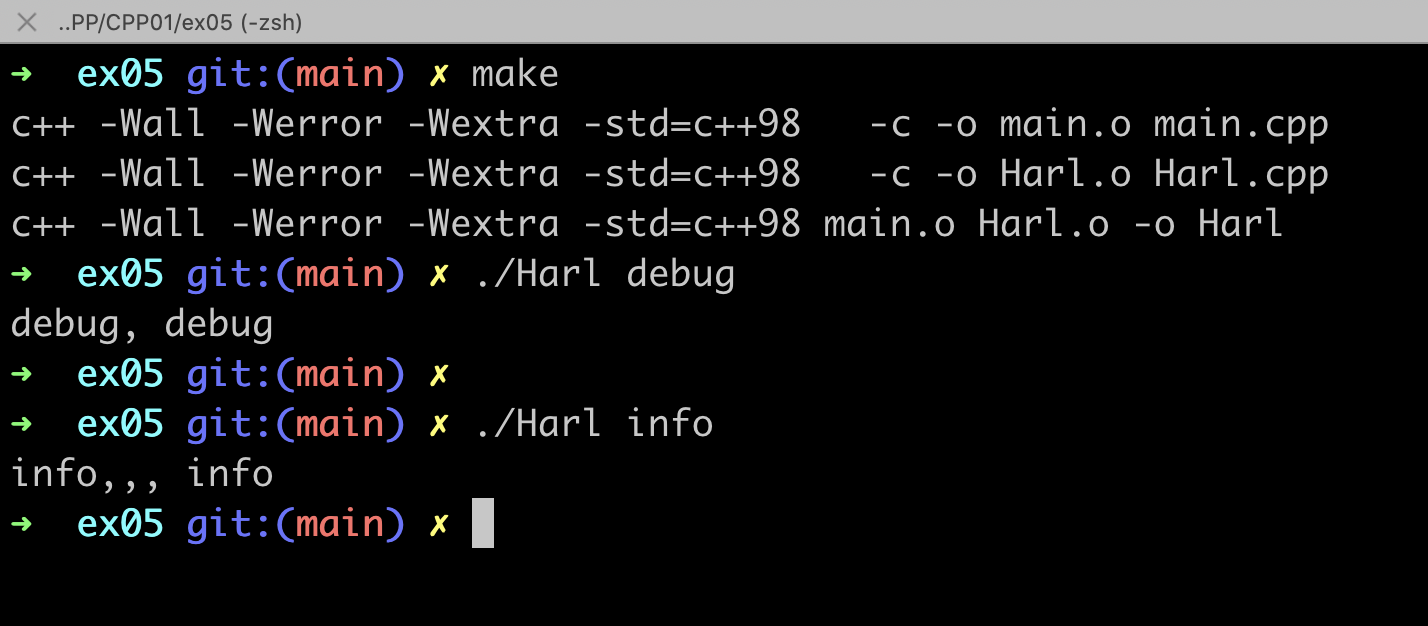 ..PP/CPP01/ex05 (-zsh)
➜  ex05 git:(main) ✗ make
c++ -Wall -Werror -Wextra -std=c++98   -c -o main.o main.cpp
c++ -Wall -Werror -Wextra -std=c++98   -c -o Harl.o Harl.cpp
c++ -Wall -Werror -Wextra -std=c++98 main.o Harl.o -o Harl
➜  ex05 git:(main) ✗ ./Harl debug
debug, debug
➜  ex05 git:(main) ✗
➜  ex05 git:(main) ✗ ./Harl info
info,,, info
➜  ex05 git:(main) ✗